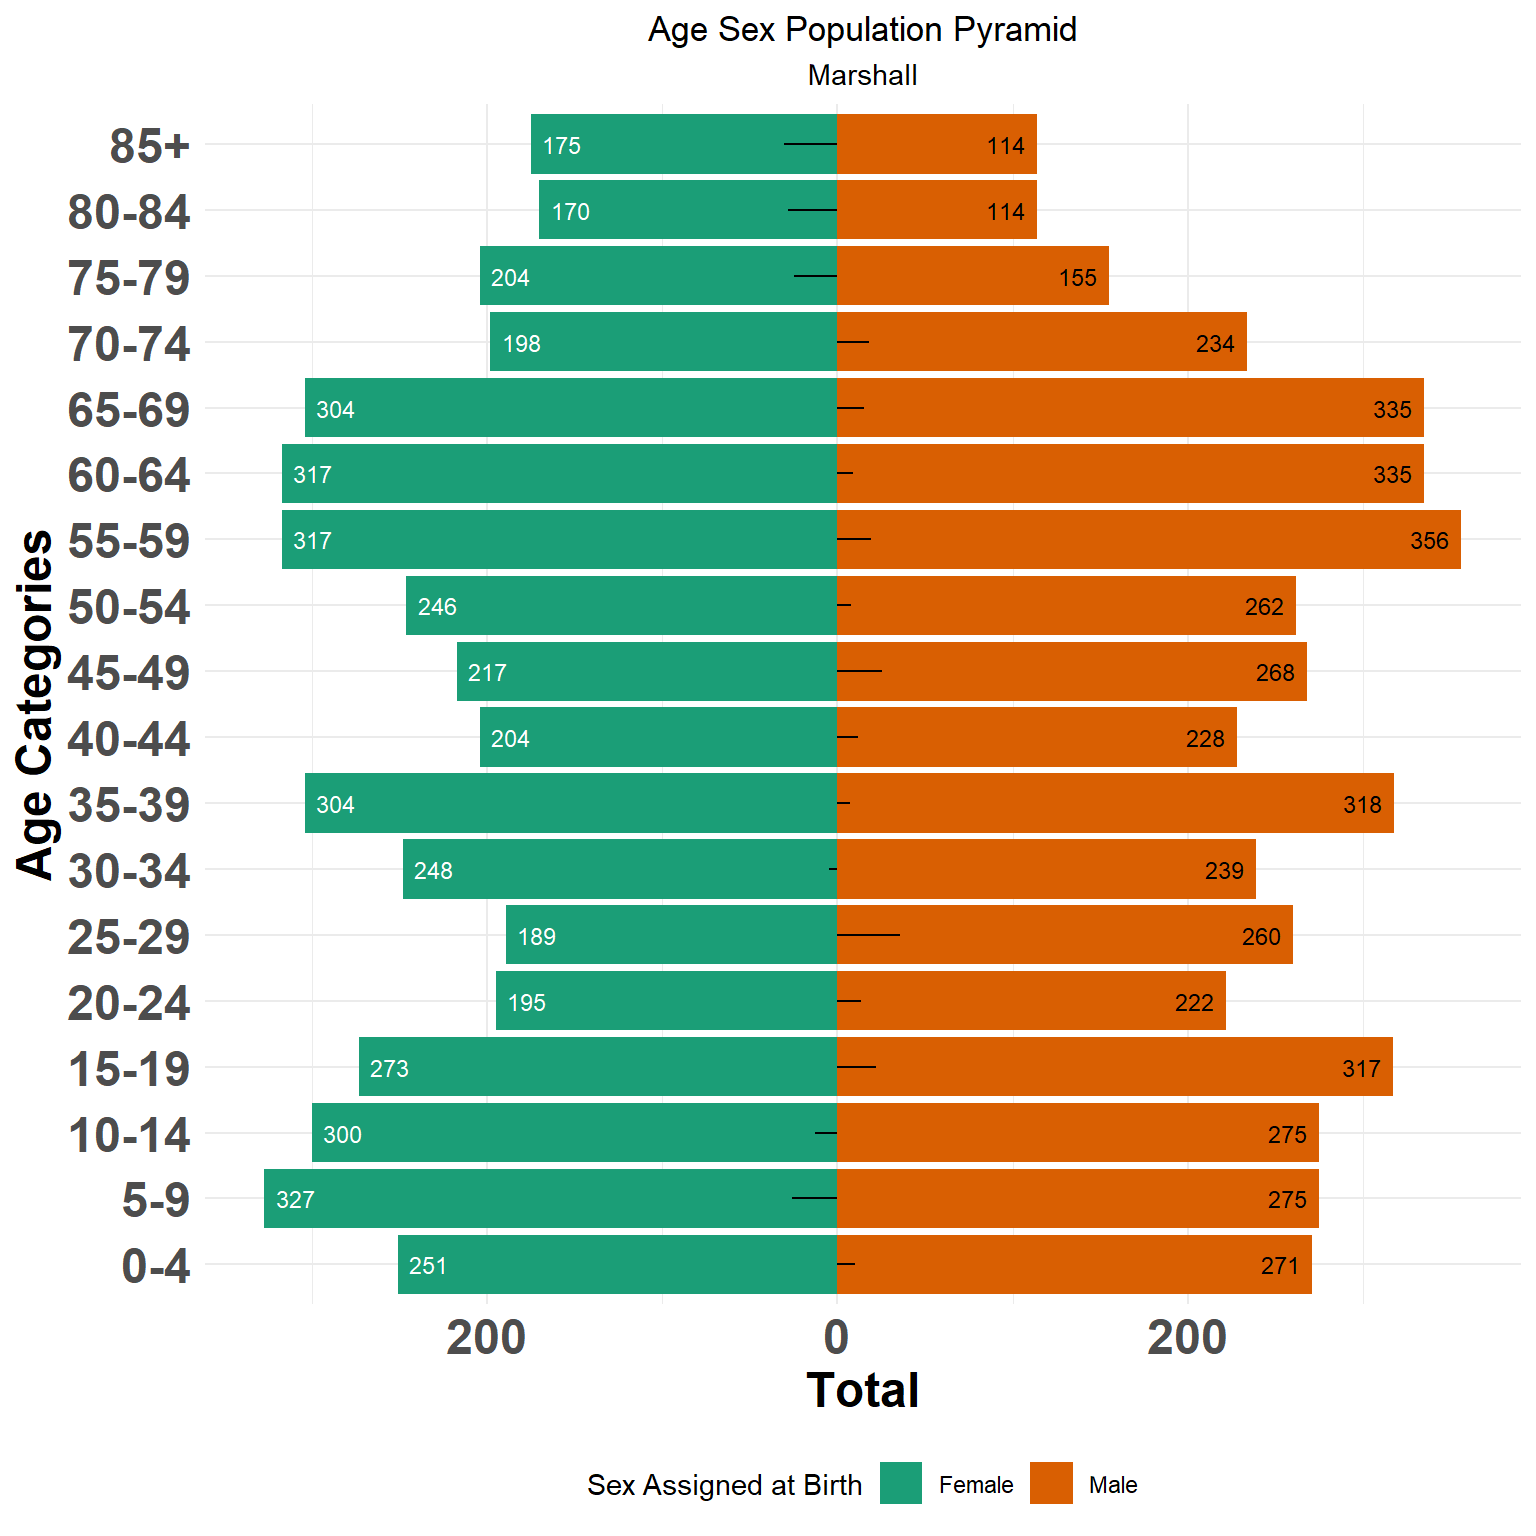 Age Sex Population Pyramid
Marshall
Age Categories
85+ 175 114
80-84 170 114
75-79 204 155
70-74 198 234
65-69 304 335
60-64 317 335
55-59 317 356
50-54 246 262
45-49 217 268
40-44 204 228
35-39 304 318
30-34 248 239
25-29 189 260
20-24 195 222
15-19 273 317
10-14 300 275
5-9 327 275
0-4 251 271
200 0 200
Total
Sex Assigned at Birth Female Male